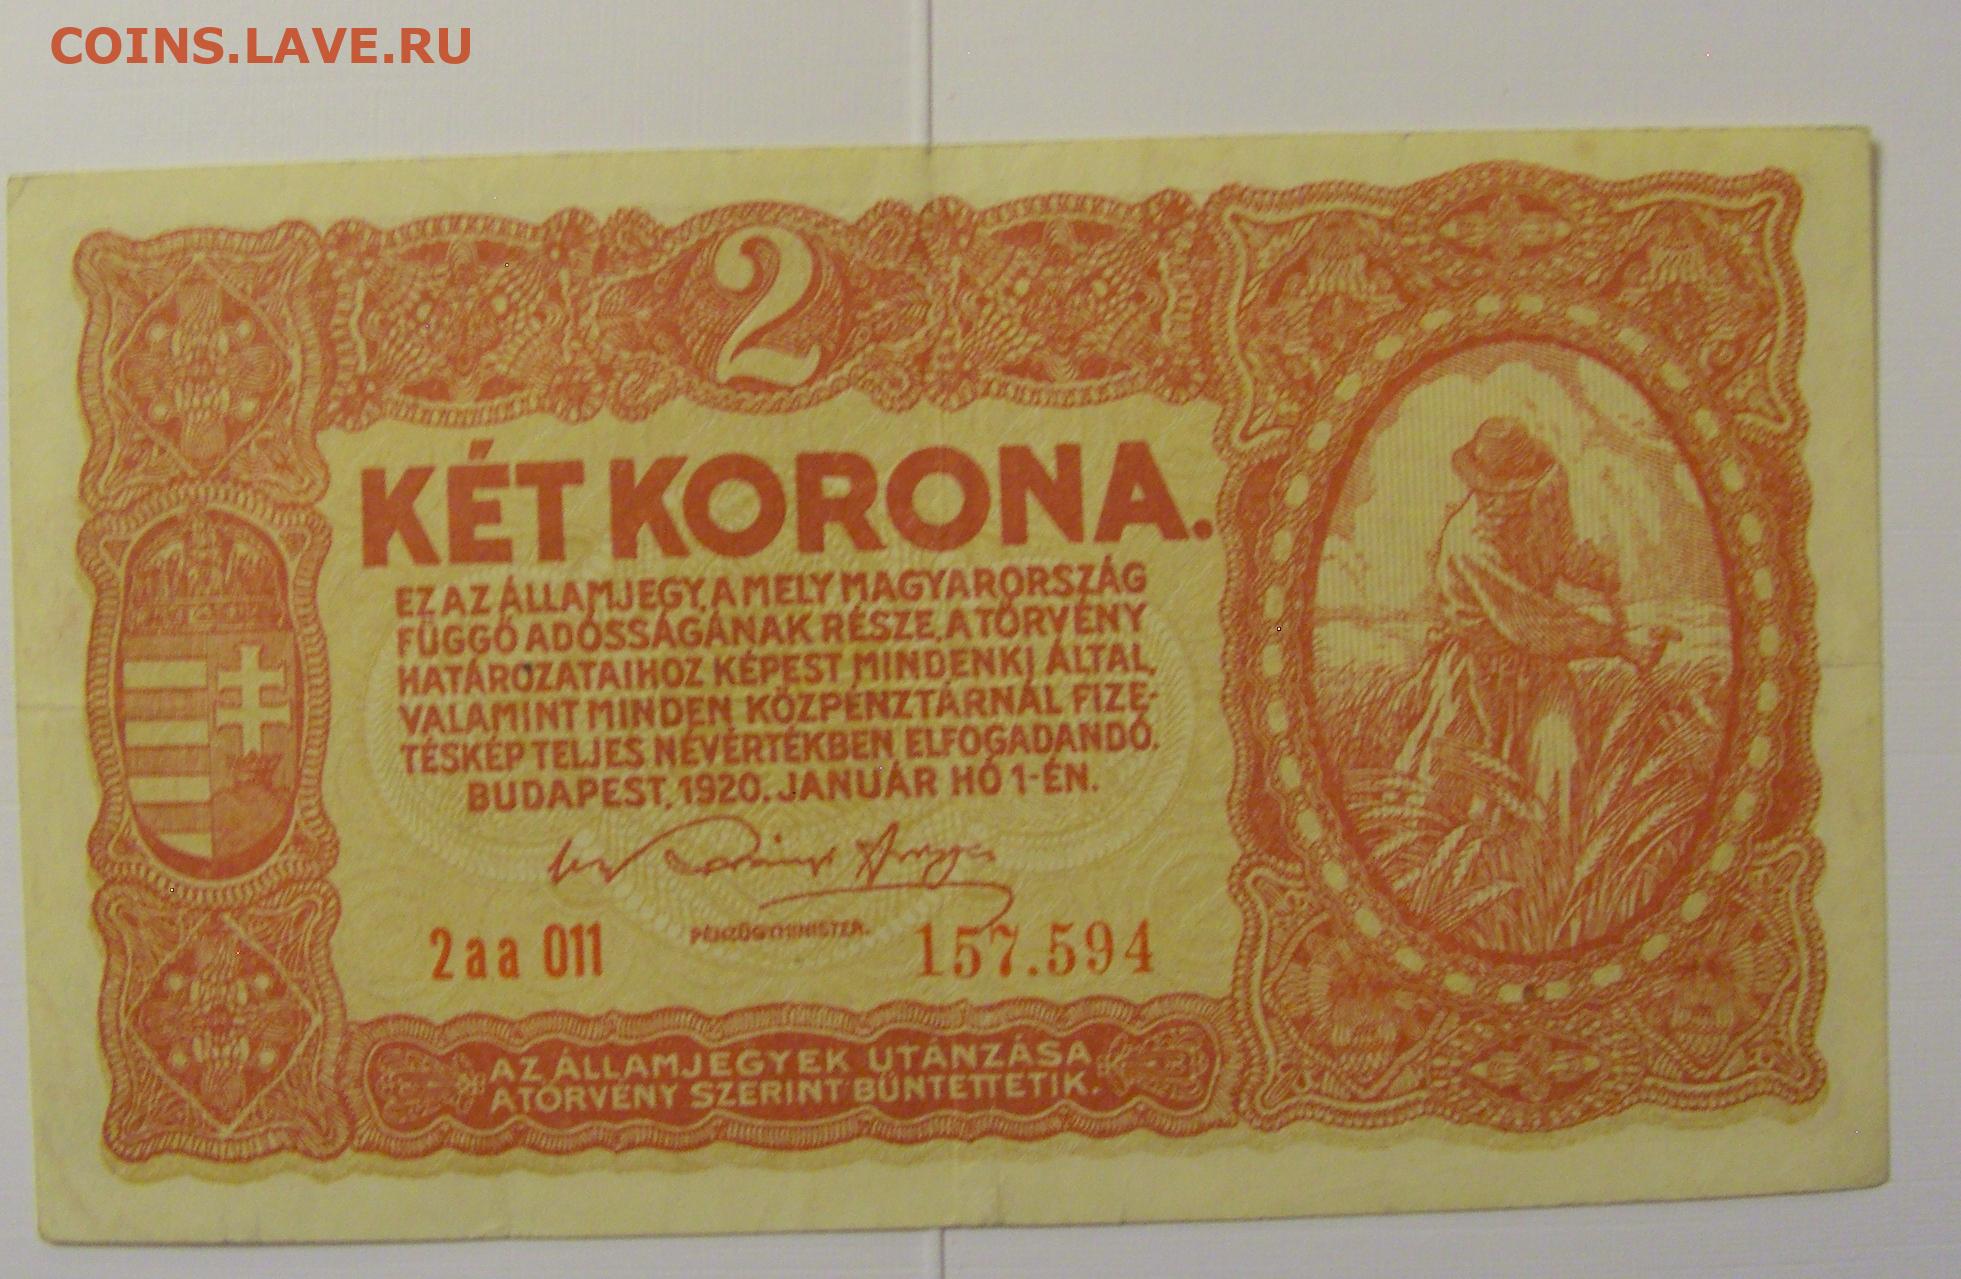 COINS.LAVE.RU
2
KÉT KORONA.
EZ AZ ÁLLAMJEGY, A MELY MAGYARORSZÁG
FÜGGŐ ADÓSSÁGÁNAK RÉSZE, A TÖRVÉNY
HATÁROZATAIHOZ KÉPEST MINDENKI ÁLTAL,
VALAMINT MINDEN KÖZPÉNZTÁRNÁL FIZE-
TÉSKÉP TELJES NÉVÉRTÉKBEN ELFOGADANDÓ.
BUDAPEST, 1920. JANUÁR HÓ 1-ÉN.
PÉNZÜGYMINISTER.
2aa 011 157.594
AZ ÁLLAMJEGYEK UTÁNZÁSA
A TÖRVÉNY SZERINT BÜNTETTETIK.